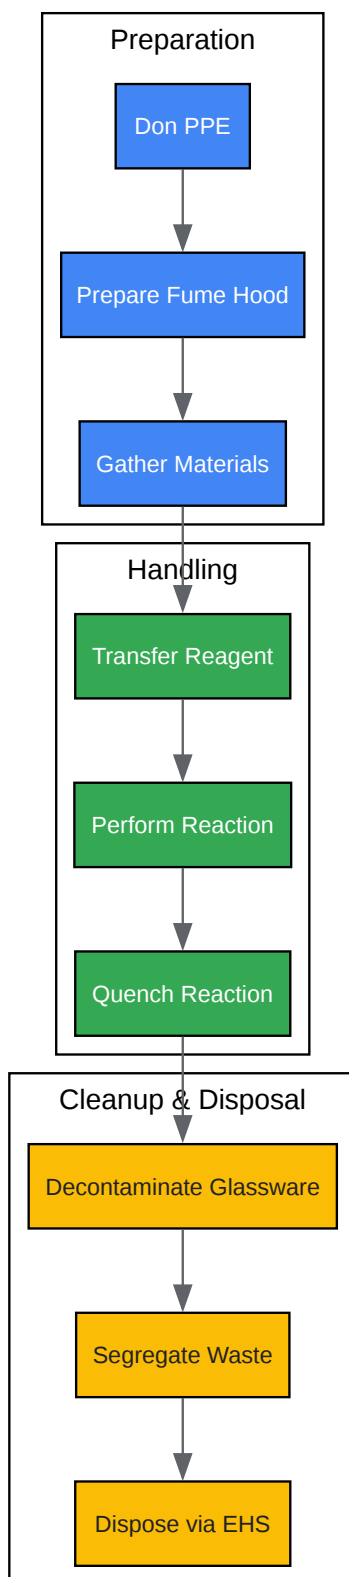 Preparation
Don PPE
Prepare Fume Hood
Gather Materials
Handling
Transfer Reagent
Perform Reaction
Quench Reaction
Cleanup & Disposal
Decontaminate Glassware
Segregate Waste
Dispose via EHS